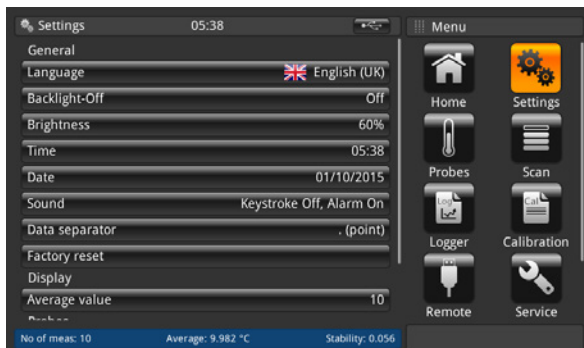 Settings 05:38
General
Language English (UK)
Backlight-Off Off
Brightness 60%
Time 05:38
Date 01/10/2015
Sound Keystroke Off, Alarm On
Data separator . (point)
Factory reset
Display
Average value 10
No of meas: 10 Average: 9.982 °C Stability: 0.056
Menu
Home Settings
Probes Scan
Log Cal
Logger Calibration
Remote Service